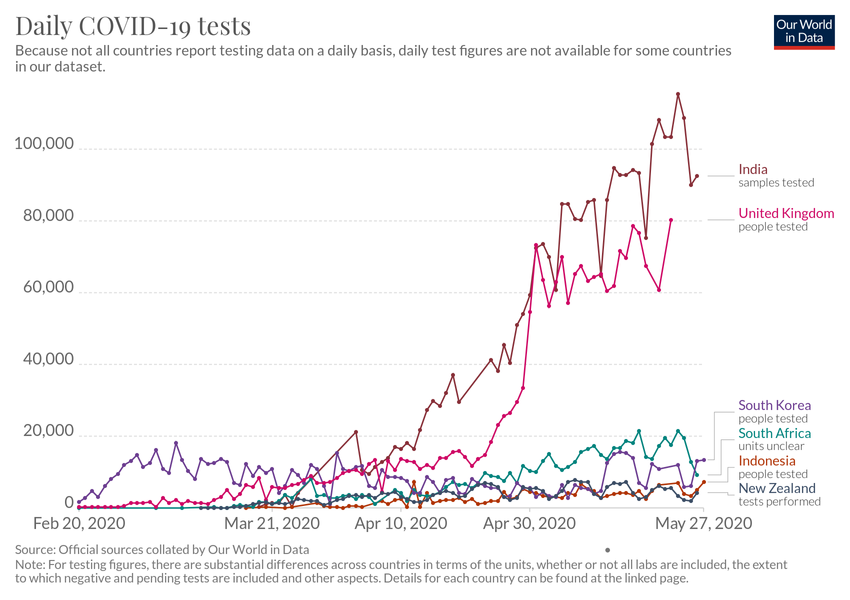 Daily COVID-19 tests
Our World
in Data
Because not all countries report testing data on a daily basis, daily test figures are not available for some countries
in our dataset.
100,000
80,000
60,000
40,000
20,000
0
India
samples tested
United Kingdom
people tested
South Korea
people tested
South Africa
units unclear
Indonesia
people tested
New Zealand
tests performed
Feb 20, 2020
Mar 21, 2020
Apr 10, 2020
Apr 30, 2020
May 27, 2020
Source: Official sources collated by Our World in Data
Note: For testing figures, there are substantial differences across countries in terms of the units, whether or not all labs are included, the extent
to which negative and pending tests are included and other aspects. Details for each country can be found at the linked page.